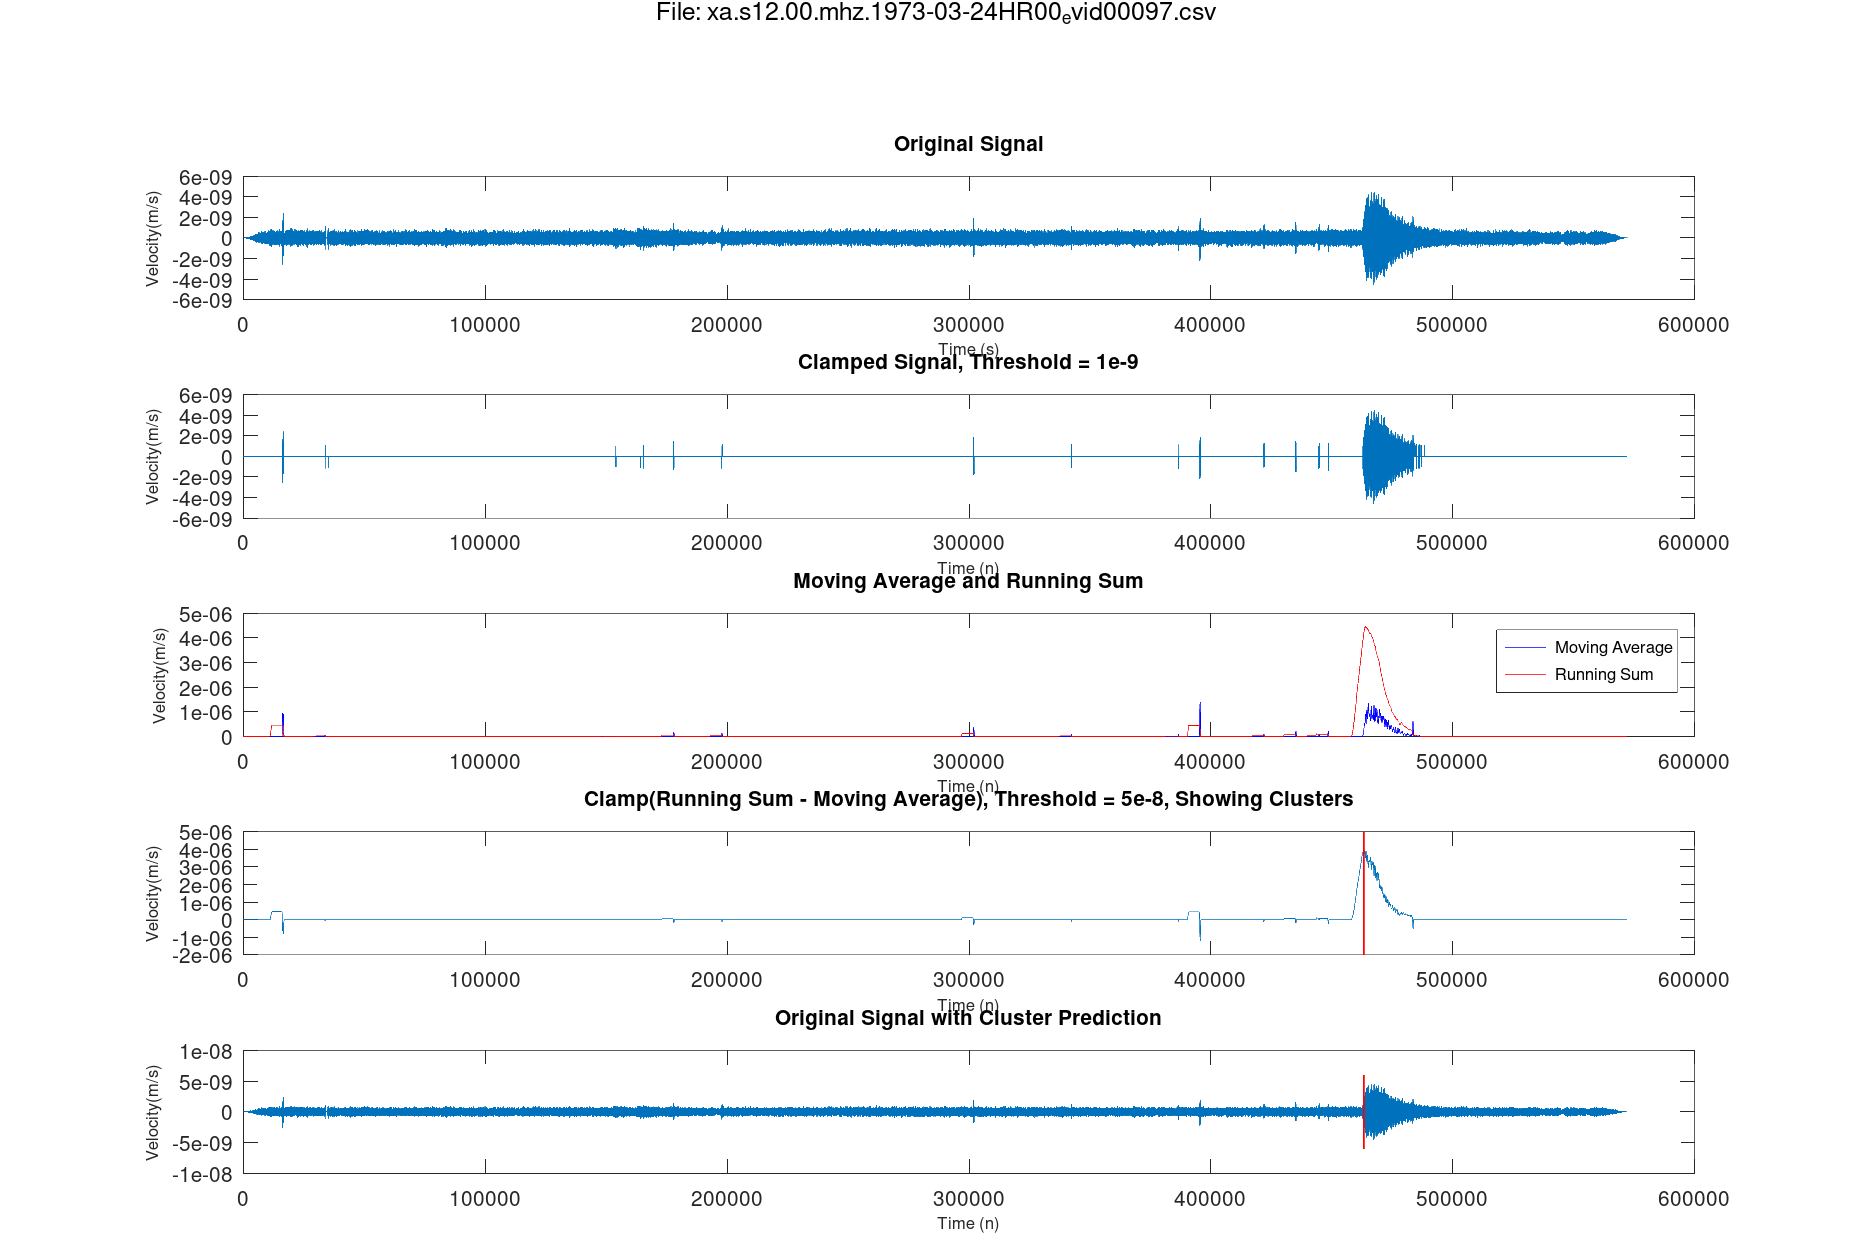 File: xa.s12.00.mhz.1973-03-24HR00ₑvid00097.csv
Original Signal
Velocity(m/s)
6e-09
4e-09
2e-09
0
-2e-09
-4e-09
-6e-09
0 100000 200000 300000 400000 500000 600000
Time (s)
Clamped Signal, Threshold = 1e-9
Velocity(m/s)
6e-09
4e-09
2e-09
0
-2e-09
-4e-09
-6e-09
0 100000 200000 300000 400000 500000 600000
Time (n)
Moving Average and Running Sum
Velocity(m/s)
5e-06
4e-06
3e-06
2e-06
1e-06
0
Moving Average
Running Sum
0 100000 200000 300000 400000 500000 600000
Time (n)
Clamp(Running Sum - Moving Average), Threshold = 5e-8, Showing Clusters
Velocity(m/s)
5e-06
4e-06
3e-06
2e-06
1e-06
0
-1e-06
-2e-06
0 100000 200000 300000 400000 500000 600000
Time (n)
Original Signal with Cluster Prediction
Velocity(m/s)
1e-08
5e-09
0
-5e-09
-1e-08
0 100000 200000 300000 400000 500000 600000
Time (n)